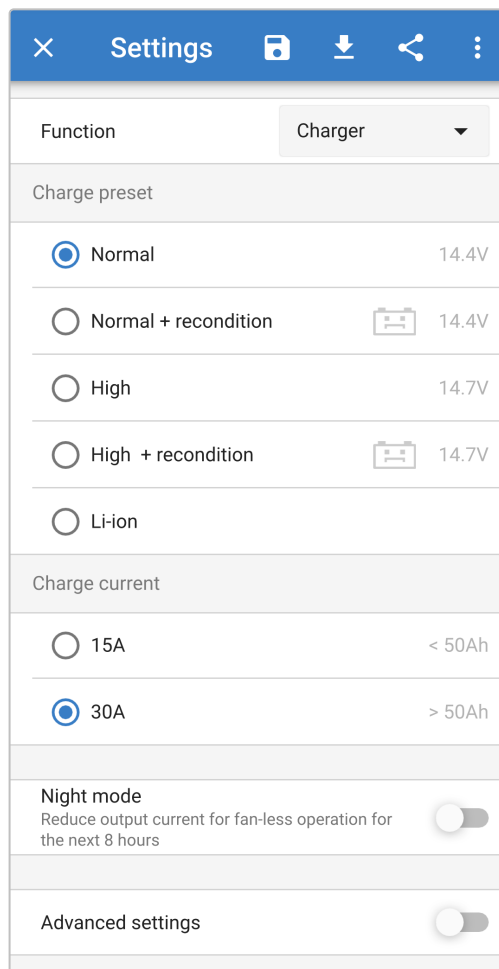 Settings
Function Charger
Charge preset
Normal 14.4V
Normal + recondition 14.4V
High 14.7V
High + recondition 14.7V
Li-ion
Charge current
15A < 50Ah
30A > 50Ah
Night mode
Reduce output current for fan-less operation for
the next 8 hours
Advanced settings